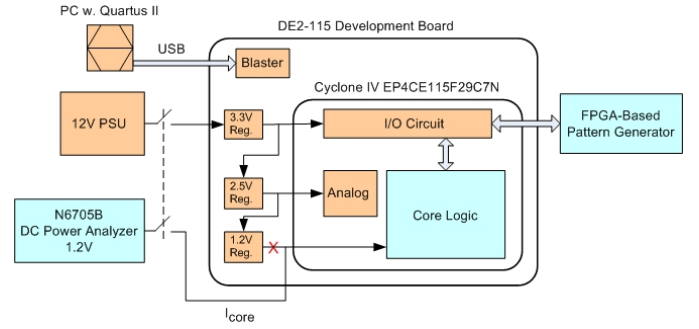 PC w. Quartus II
USB
DE2-115 Development Board
Blaster
Cyclone IV EP4CE115F29C7N
12V PSU
3.3V
Reg.
I/O Circuit
FPGA-Based
Pattern Generator
2.5V
Reg.
Analog
Core Logic
N6705B
DC Power Analyzer
1.2V
1.2V
Reg.
X
Icore